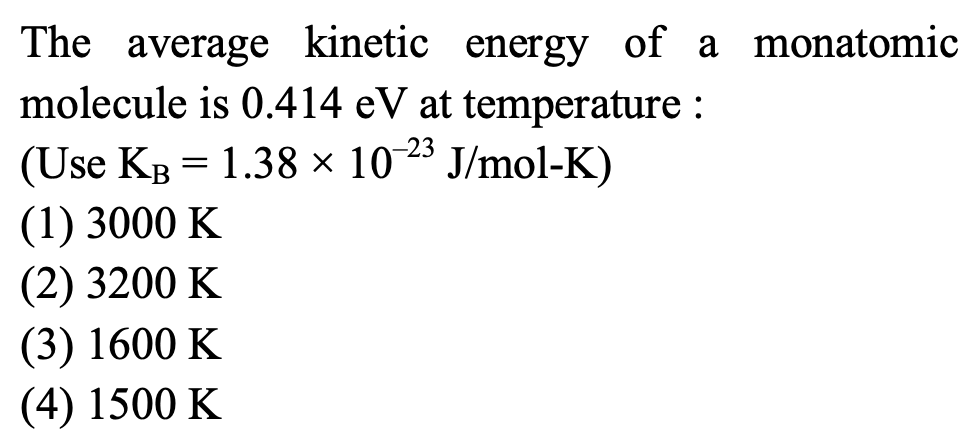 The average kinetic energy of a monatomic
molecule is 0.414 eV at temperature :
(Use K_B = 1.38 × 10⁻²³ J/mol-K)
(1) 3000 K
(2) 3200 K
(3) 1600 K
(4) 1500 K